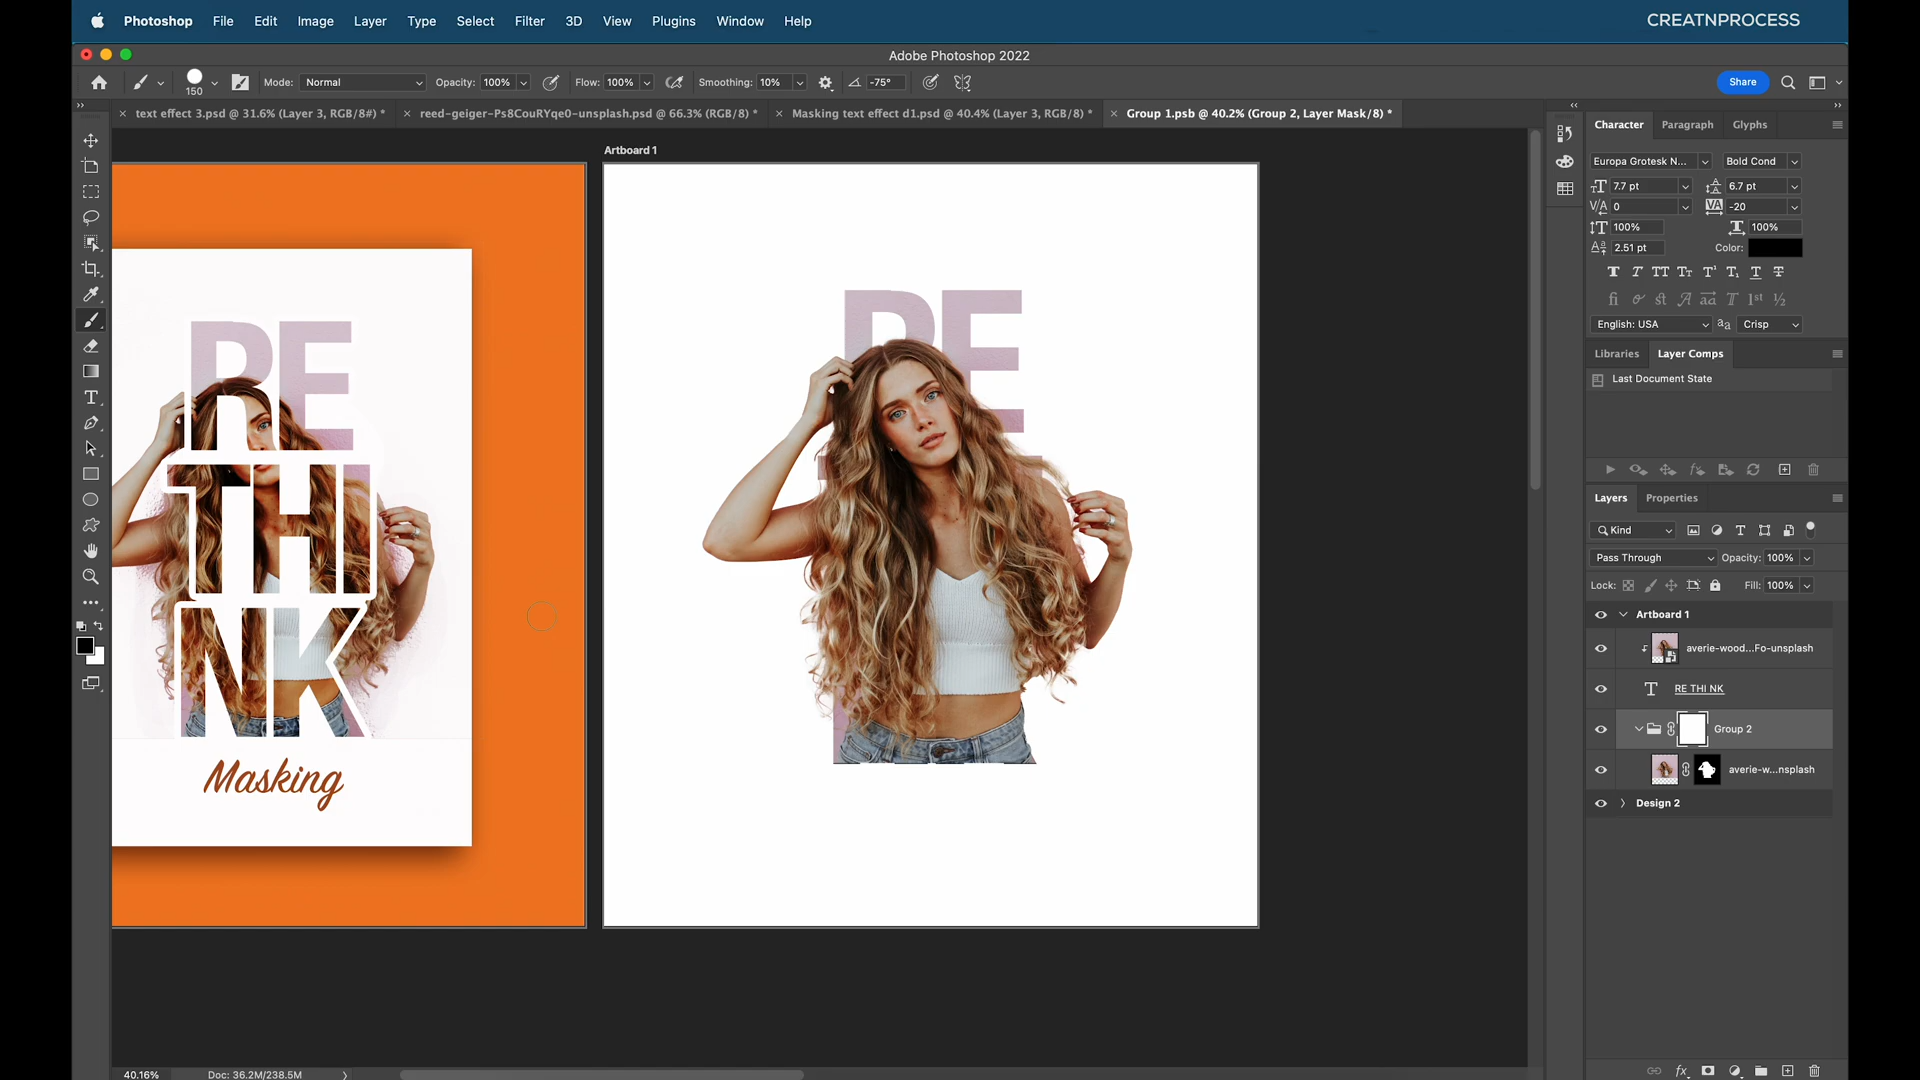 Photoshop File Edit Image Layer Type Select Filter 3D View Plugins Window Help
CREATNPROCESS
Adobe Photoshop 2022
150 Mode: Normal Opacity: 100% Flow: 100% Smoothing: 10% -75° Share
text effect 3.psd @ 31.6% (Layer 3, RGB/8#) * reed-geiger-Ps8CouRYqe0-unsplash.psd @ 66.3% (RGB/8) * Masking text effect d1.psd @ 40.4% (Layer 3, RGB/8) * Group 1.psb @ 40.2% (Group 2, Layer Mask/8) *
Artboard 1
RE
THI
NK
Masking
RE
Character Paragraph Glyphs
Europa Grotesk N... Bold Cond
7.7 pt 6.7 pt
0 -20
100% 100%
2.51 pt Color:
English: USA Crisp
Libraries Layer Comps
Last Document State
Layers Properties
Kind
Pass Through Opacity: 100%
Lock: Fill: 100%
Artboard 1
averie-wood...Fo-unsplash
RE THI NK
Group 2
averie-w...nsplash
Design 2
40.16% Doc: 36.2M/238.5M